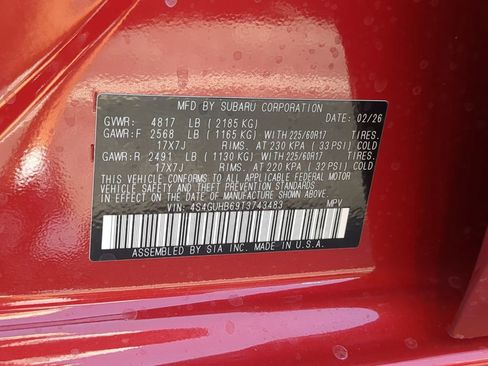 MFD BY SUBARU CORPORATION
GVWR: 4817 LB ( 2185 KG) DATE: 02/26
GAWR:F 2568 LB ( 1165 KG) WITH 225/60R17 TIRES.
17X7J RIMS. AT 230 KPA ( 33 PSI) COLD
GAWR:R 2491 LB ( 1130 KG) WITH 225/60R17 TIRES.
17X7J RIMS. AT 220 KPA ( 32 PSI) COLD
THIS VEHICLE CONFORMS TO ALL APPLICABLE FEDERAL MOTOR
VEHICLE SAFETY AND THEFT PREVENTION STANDARDS
IN EFFECT ON THE DATE OF MANUFACTURE SHOWN ABOVE.
VIN: 4S4GUHB69T3743483 MPV
ASSEMBLED BY SIA INC. MADE IN U.S.A.